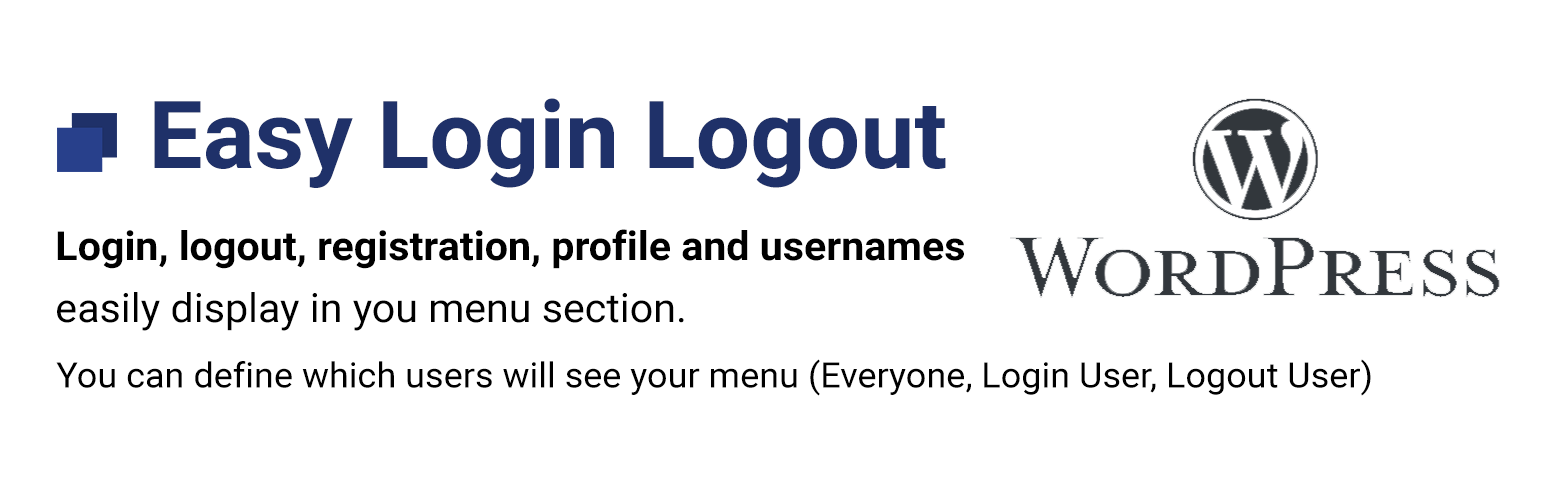 Easy Login Logout
Login, logout, registration, profile and usernames
easily display in you menu section.
You can define which users will see your menu (Everyone, Login User, Logout User)
W
WORDPRESS